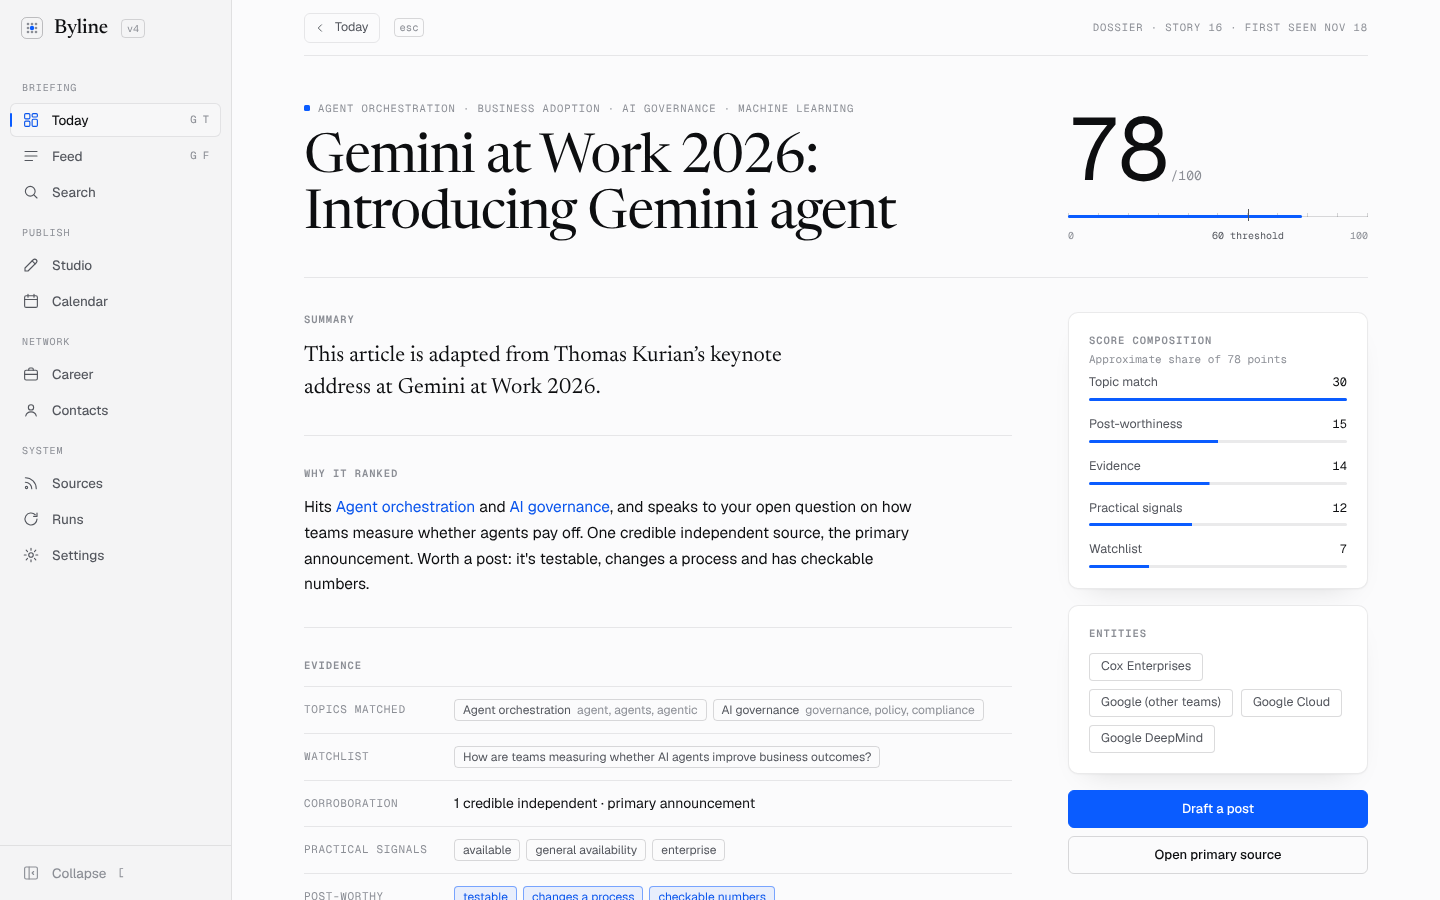 Byline v4
BRIEFING
Today G T
Feed G F
Search
PUBLISH
Studio
Calendar
NETWORK
Career
Contacts
SYSTEM
Sources
Runs
Settings
Collapse [
Today esc
DOSSIER · STORY 16 · FIRST SEEN NOV 18
AGENT ORCHESTRATION · BUSINESS ADOPTION · AI GOVERNANCE · MACHINE LEARNING
Gemini at Work 2026:
Introducing Gemini agent
78/100
0 60 threshold 100
SUMMARY
This article is adapted from Thomas Kurian’s keynote
address at Gemini at Work 2026.
WHY IT RANKED
Hits Agent orchestration and AI governance, and speaks to your open question on how
teams measure whether agents pay off. One credible independent source, the primary
announcement. Worth a post: it's testable, changes a process and has checkable
numbers.
EVIDENCE
TOPICS MATCHED Agent orchestration agent, agents, agentic AI governance governance, policy, compliance
WATCHLIST How are teams measuring whether AI agents improve business outcomes?
CORROBORATION 1 credible independent · primary announcement
PRACTICAL SIGNALS available general availability enterprise
POST-WORTHY testable changes a process checkable numbers
SCORE COMPOSITION
Approximate share of 78 points
Topic match 30
Post-worthiness 15
Evidence 14
Practical signals 12
Watchlist 7
ENTITIES
Cox Enterprises
Google (other teams) Google Cloud
Google DeepMind
Draft a post
Open primary source